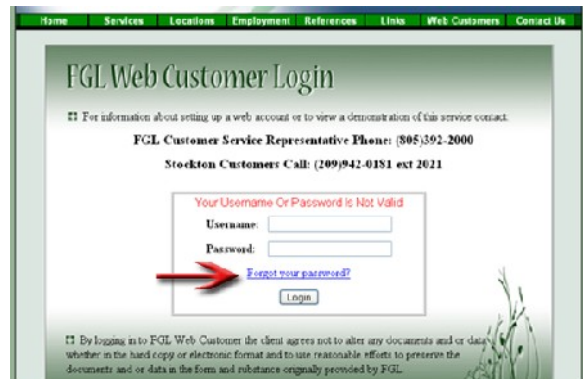 Home Services Locations Employment References Links Web Customers Contact Us
FGL Web Customer Login
For information about setting up a web account or to view a demonstration of this service contact:
FGL Customer Service Representative Phone: (805)392-2000
Stockton Customers Call: (209)942-0181 ext 2021
Your Username Or Password Is Not Valid
Username:
Password:
Forgot your password?
Login
By logging in to FGL Web Customer the client agrees not to alter any documents and or data
whether in the hard copy or electronic format and to use reasonable efforts to preserve the
documents and or data in the form and substance originally provided by FGL.